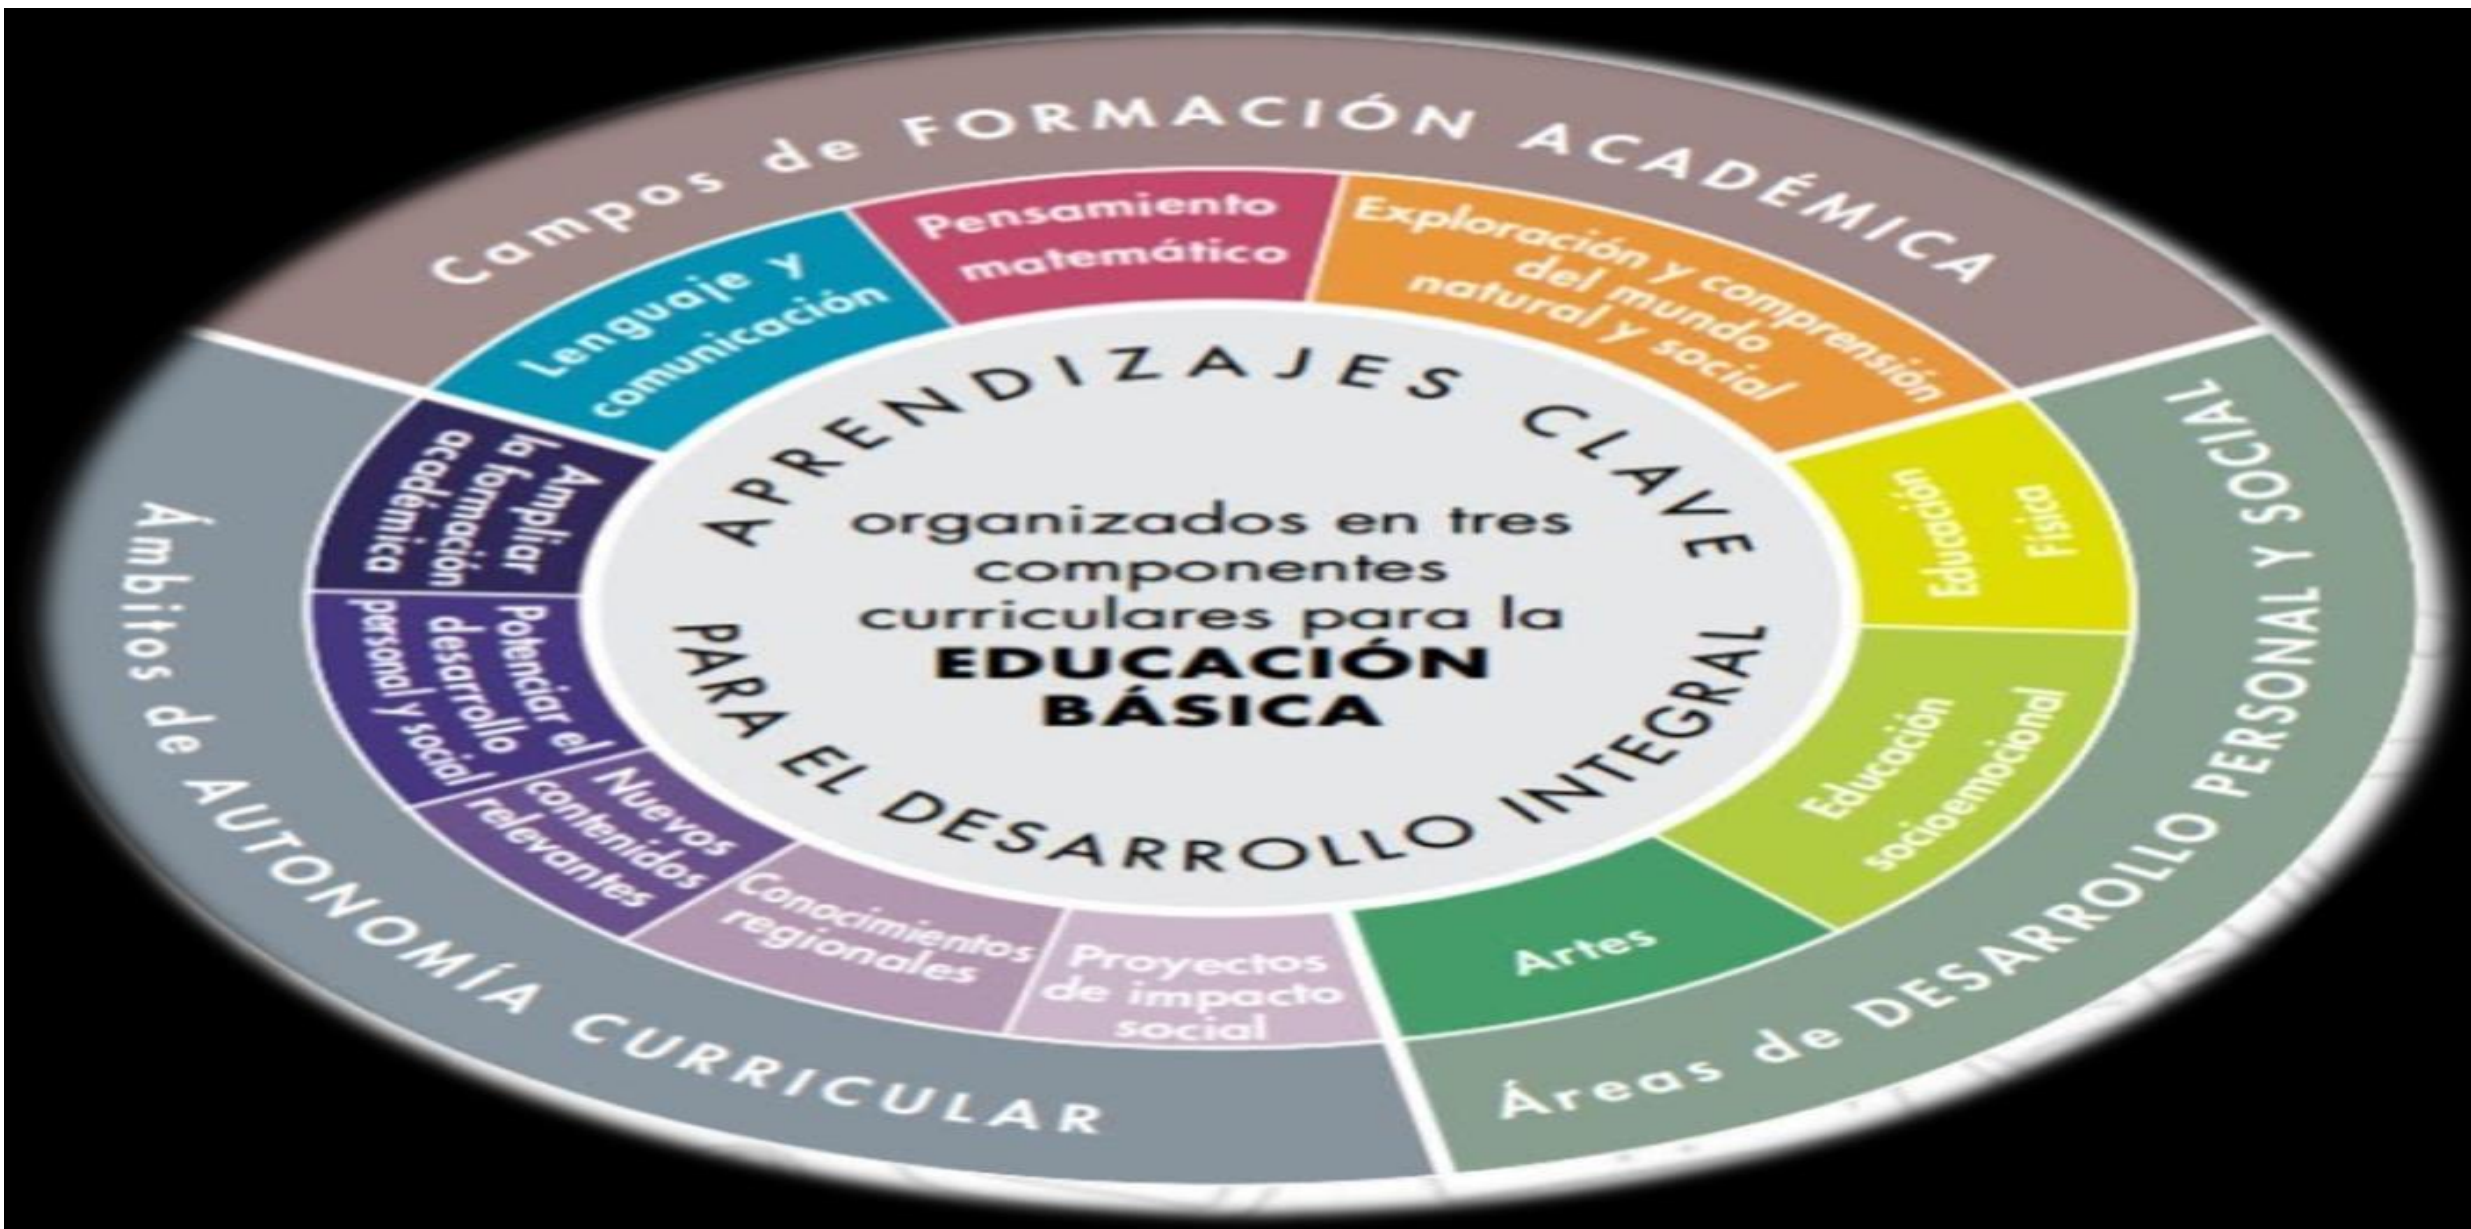 Campos de FORMACIÓN ACADÉMICA
Lenguaje y
comunicación
Pensamiento
matemático
Exploración y comprensión
del mundo
natural y social
Áreas de DESARROLLO PERSONAL Y SOCIAL
Educación
Física
Educación
socioemocional
Artes
Ámbitos de AUTONOMÍA CURRICULAR
Ampliar
la formación
académica
Potenciar el
desarrollo
personal y social
Nuevos
contenidos
relevantes
Conocimientos
regionales
Proyectos
de impacto
social
APRENDIZAJES CLAVE
organizados en tres
componentes
curriculares para la
EDUCACIÓN
BÁSICA
PARA EL DESARROLLO INTEGRAL